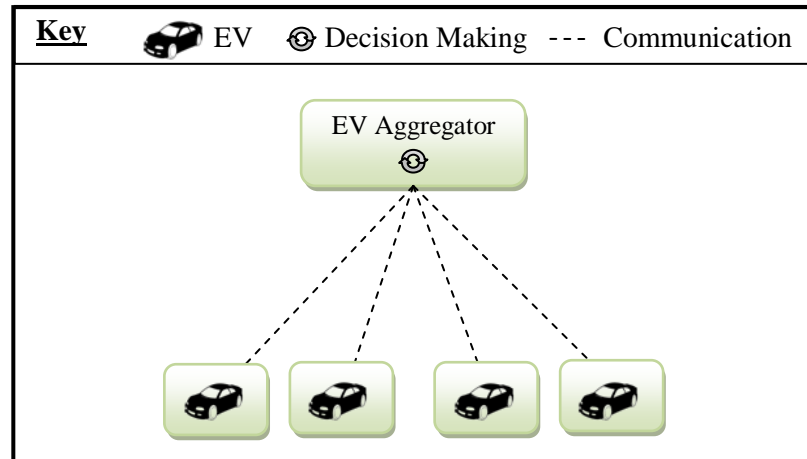 Key EV Decision Making --- Communication
EV Aggregator